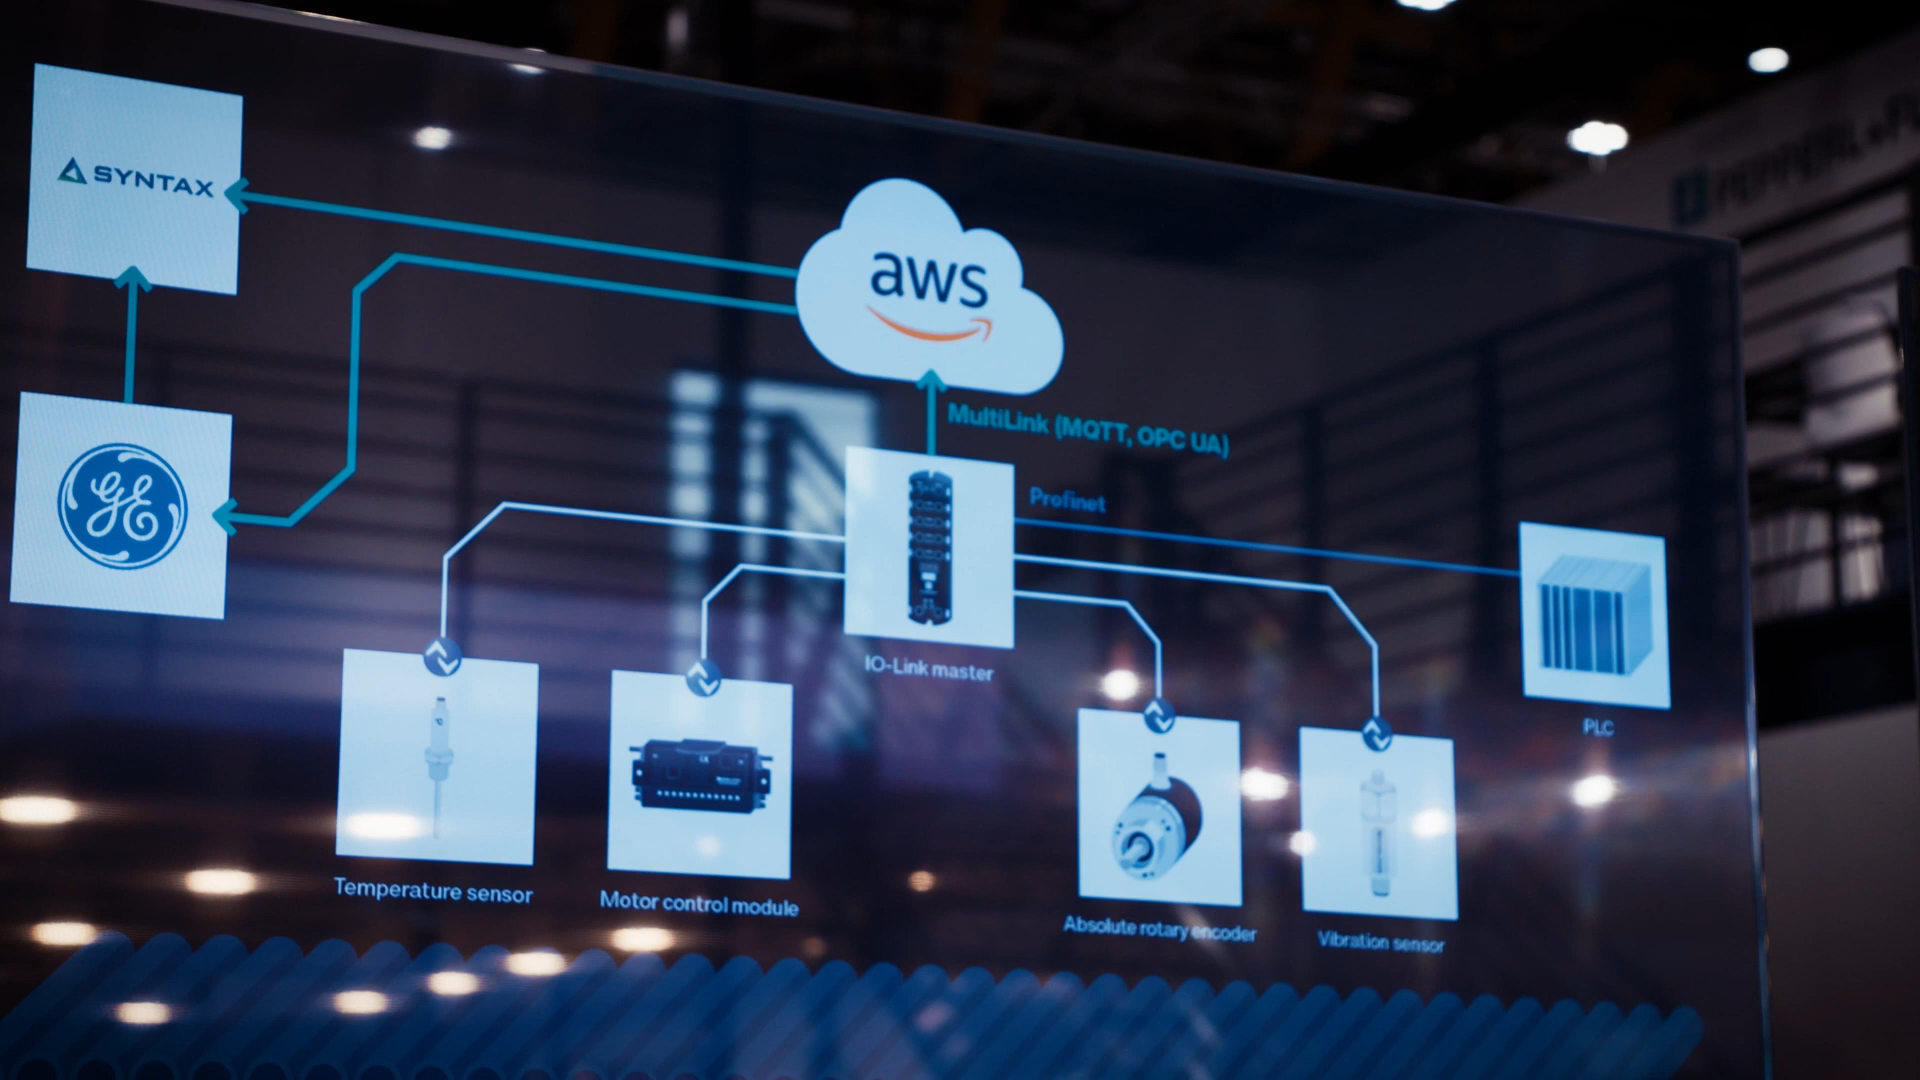 SYNTAX
aws
MultiLink (MQTT, OPC UA)
GE
Profinet
IO-Link master
PLC
Temperature sensor
Motor control module
Absolute rotary encoder
Vibration sensor